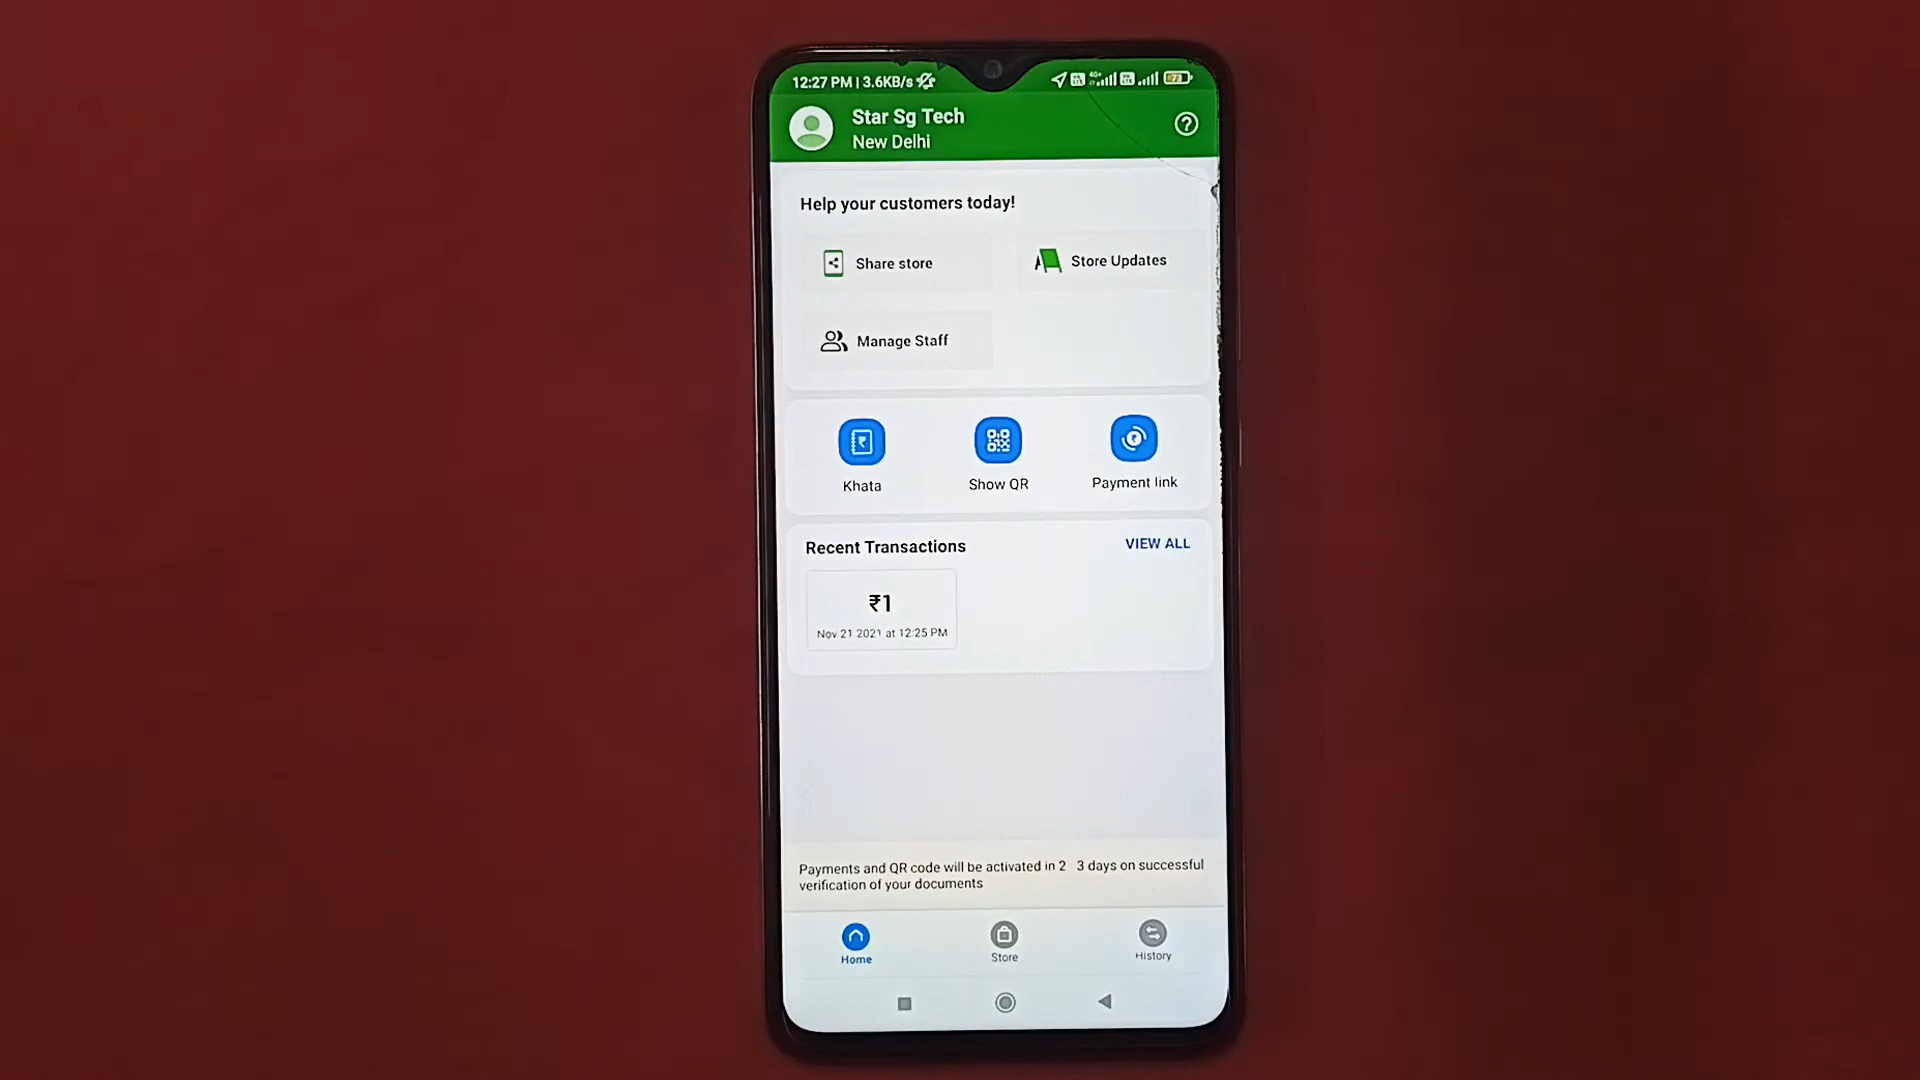 12:27 PM | 3.6KB/s
4G+
73
Star Sg Tech
New Delhi
Help your customers today!
Share store
Store Updates
Manage Staff
Khata
Show QR
Payment link
Recent Transactions
VIEW ALL
₹1
Nov 21 2021 at 12:25 PM
Payments and QR code will be activated in 2 3 days on successful
verification of your documents
Home
Store
History